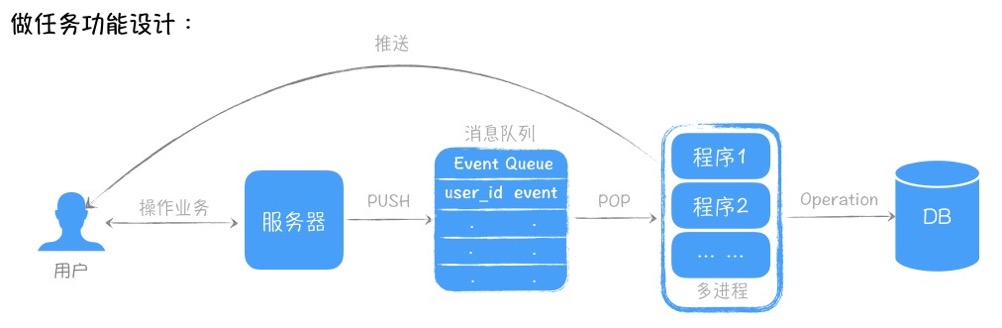 做任务功能设计：
推送
消息队列
Event Queue
user_id event
程序1
程序2
... ...
多进程
操作业务
服务器
PUSH
POP
Operation
DB
用户